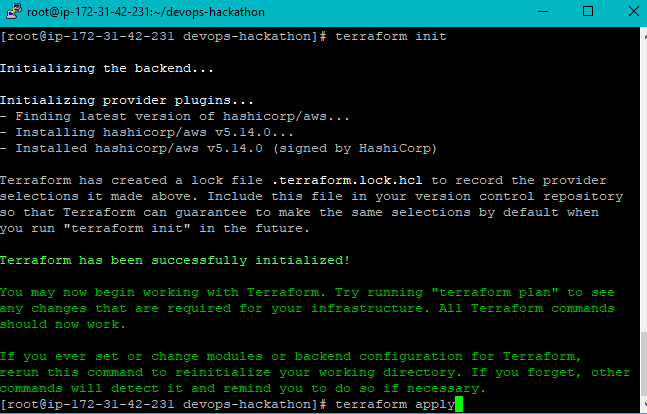 root@ip-172-31-42-231:~/devops-hackathon
[root@ip-172-31-42-231 devops-hackathon]# terraform init
Initializing the backend...
Initializing provider plugins...
- Finding latest version of hashicorp/aws...
- Installing hashicorp/aws v5.14.0...
- Installed hashicorp/aws v5.14.0 (signed by HashiCorp)
Terraform has created a lock file .terraform.lock.hcl to record the provider
selections it made above. Include this file in your version control repository
so that Terraform can guarantee to make the same selections by default when
you run "terraform init" in the future.
Terraform has been successfully initialized!
You may now begin working with Terraform. Try running "terraform plan" to see
any changes that are required for your infrastructure. All Terraform commands
should now work.
If you ever set or change modules or backend configuration for Terraform,
rerun this command to reinitialize your working directory. If you forget, other
commands will detect it and remind you to do so if necessary.
[root@ip-172-31-42-231 devops-hackathon]# terraform apply